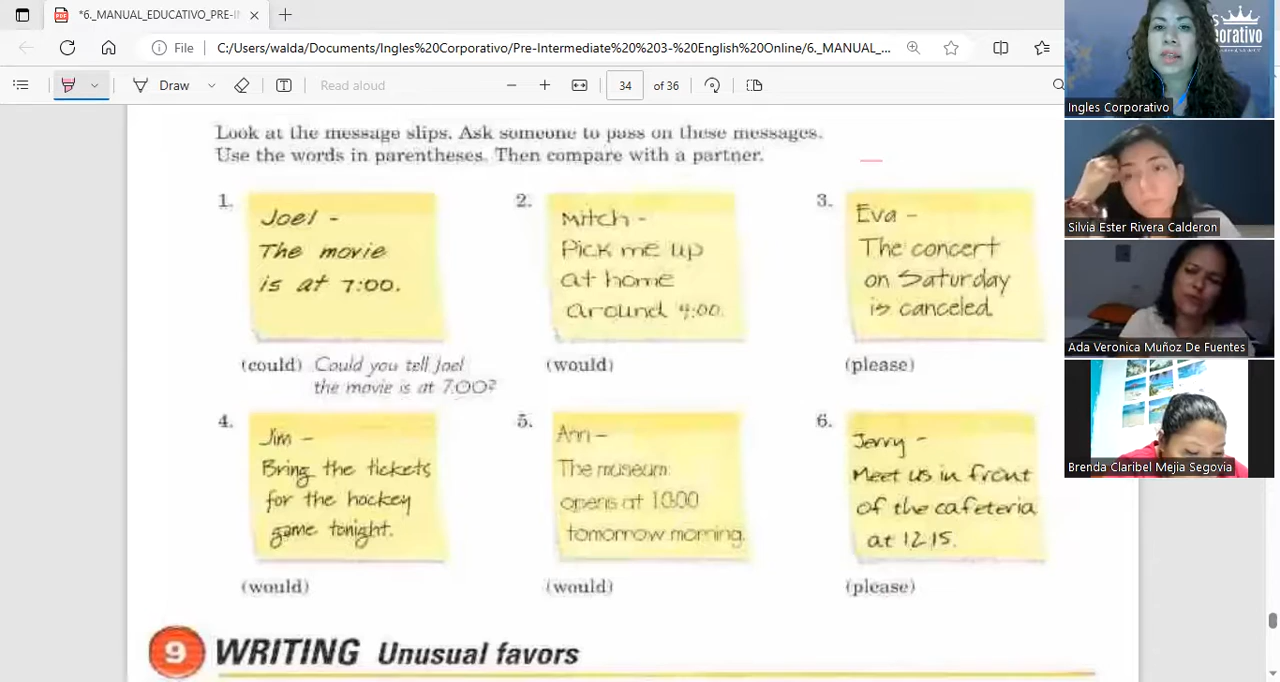 *6._MANUAL_EDUCATIVO_PRE-I
File
C:/Users/walda/Documents/Ingles%20Corporativo/Pre-Intermediate%20%203-%20English%20Online/6._MANUAL_...
Draw
Read aloud
34
of 36
Look at the message slips. Ask someone to pass on these messages.
Use the words in parentheses. Then compare with a partner.
1.
Joel -
The movie
is at 7:00.
(could) Could you tell Joel
the movie is at 7:00?
2.
Mitch -
Pick me up
at home
around 4:00.
(would)
3.
Eva -
The concert
on Saturday
is canceled.
(please)
4.
Jim -
Bring the tickets
for the hockey
game tonight.
(would)
5.
Ann -
The museum
opens at 10:00
tomorrow morning.
(would)
6.
Jerry -
Meet us in front
of the cafeteria
at 12:15.
(please)
9 WRITING Unusual favors
Ingles Corporativo
Silvia Ester Rivera Calderon
Ada Veronica Muñoz De Fuentes
Brenda Claribel Mejia Segovia